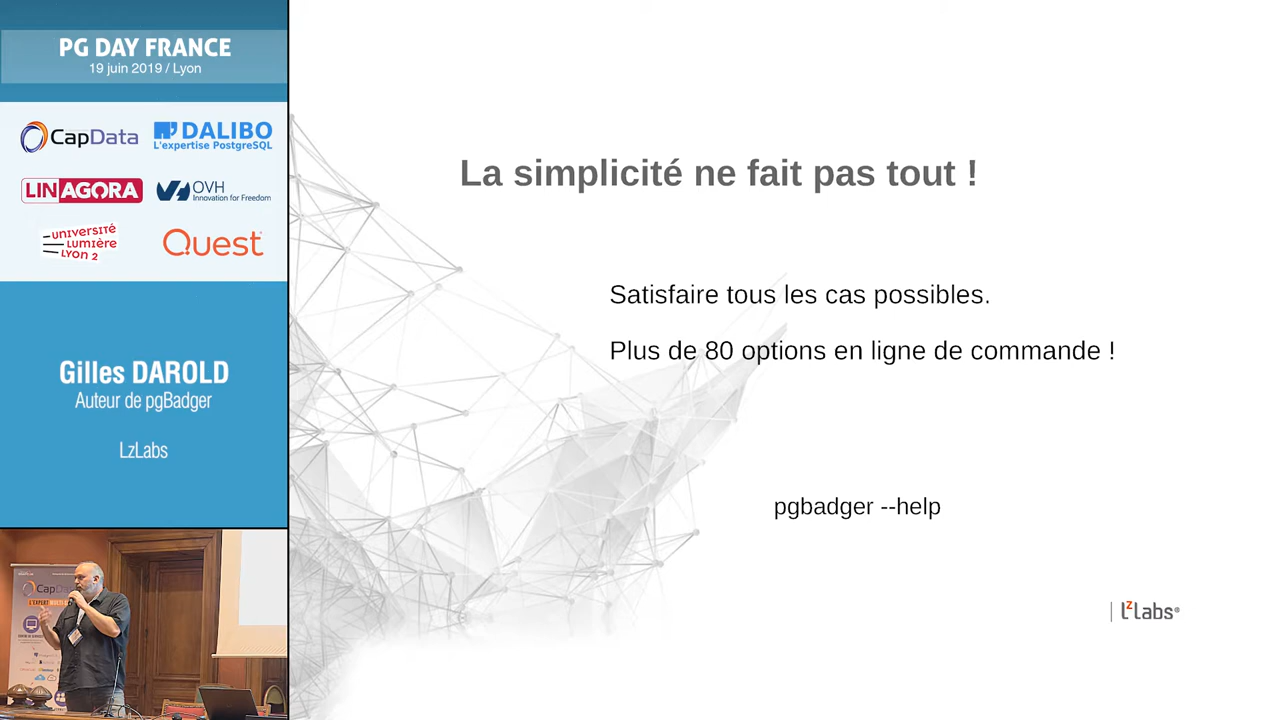 PG DAY FRANCE
19 juin 2019 / Lyon
CapData
DALIBO
L'expertise PostgreSQL
LINAGORA
OVH
Innovation for Freedom
UNIVERSITÉ
LUMIÈRE
LYON 2
Quest
Gilles DAROLD
Auteur de pgBadger
LzLabs
La simplicité ne fait pas tout !
Satisfaire tous les cas possibles.
Plus de 80 options en ligne de commande !
pgbadger --help
LzLabs®
CapDa